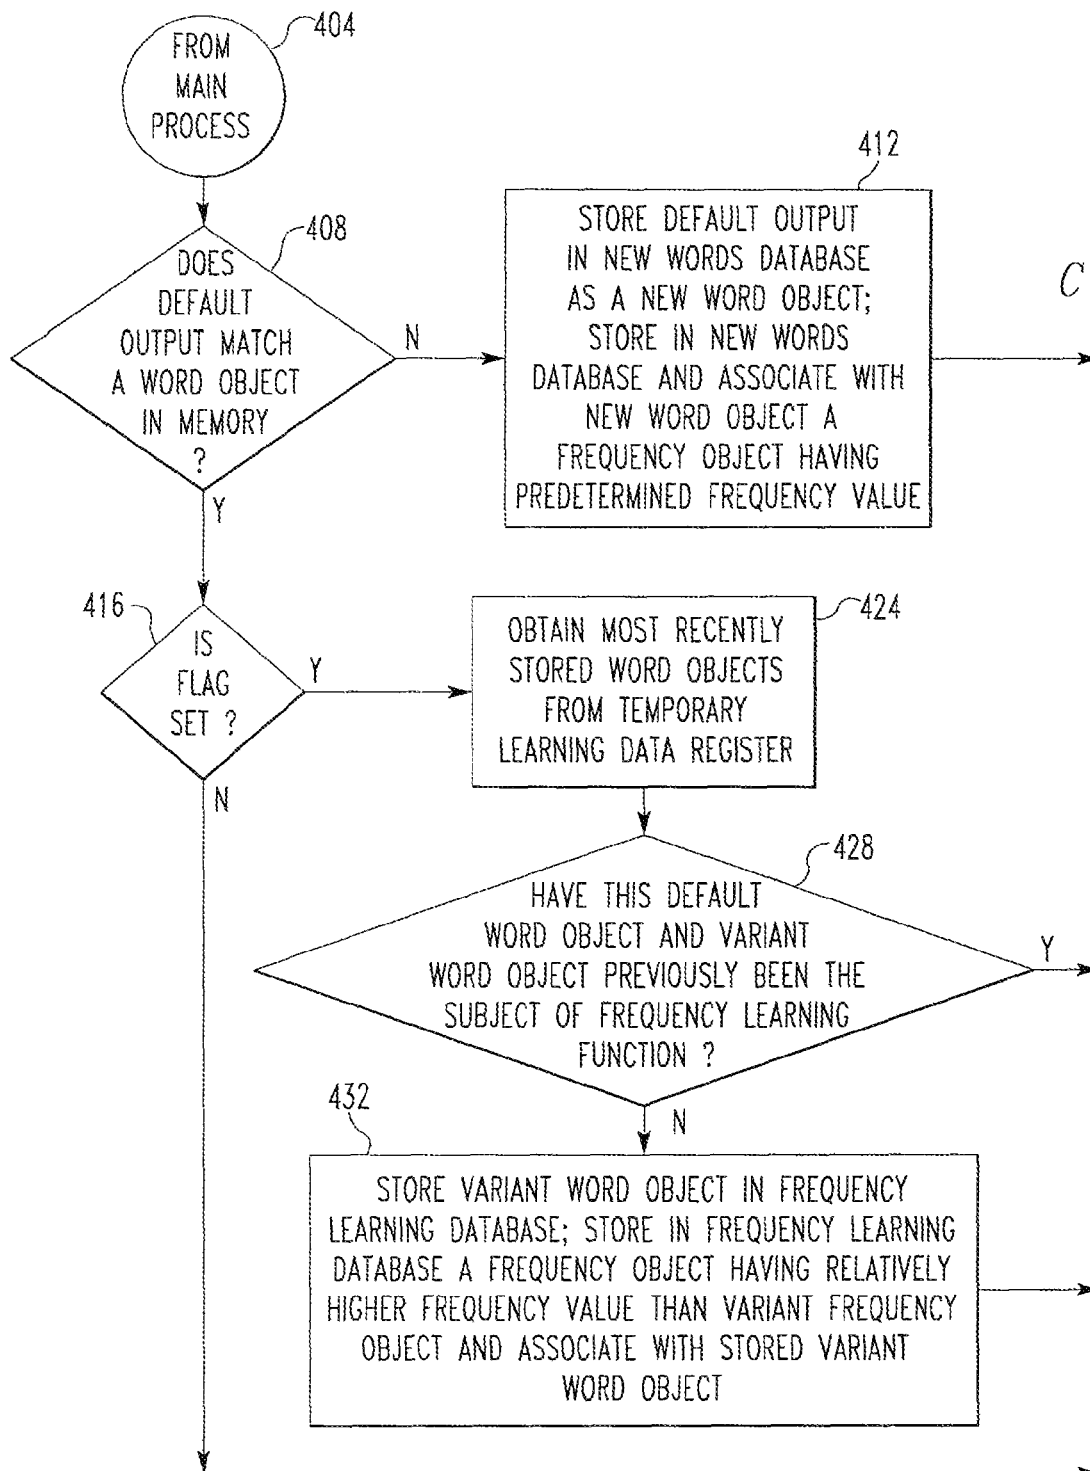 404
FROM
MAIN
PROCESS
408
DOES
DEFAULT
OUTPUT MATCH
A WORD OBJECT
IN MEMORY
?
N
Y
412
STORE DEFAULT OUTPUT
IN NEW WORDS DATABASE
AS A NEW WORD OBJECT;
STORE IN NEW WORDS
DATABASE AND ASSOCIATE WITH
NEW WORD OBJECT A
FREQUENCY OBJECT HAVING
PREDETERMINED FREQUENCY VALUE
C
416
IS
FLAG
SET ?
Y
N
424
OBTAIN MOST RECENTLY
STORED WORD OBJECTS
FROM TEMPORARY
LEARNING DATA REGISTER
428
HAVE THIS DEFAULT
WORD OBJECT AND VARIANT
WORD OBJECT PREVIOUSLY BEEN THE
SUBJECT OF FREQUENCY LEARNING
FUNCTION ?
Y
N
432
STORE VARIANT WORD OBJECT IN FREQUENCY
LEARNING DATABASE; STORE IN FREQUENCY LEARNING
DATABASE A FREQUENCY OBJECT HAVING RELATIVELY
HIGHER FREQUENCY VALUE THAN VARIANT FREQUENCY
OBJECT AND ASSOCIATE WITH STORED VARIANT
WORD OBJECT